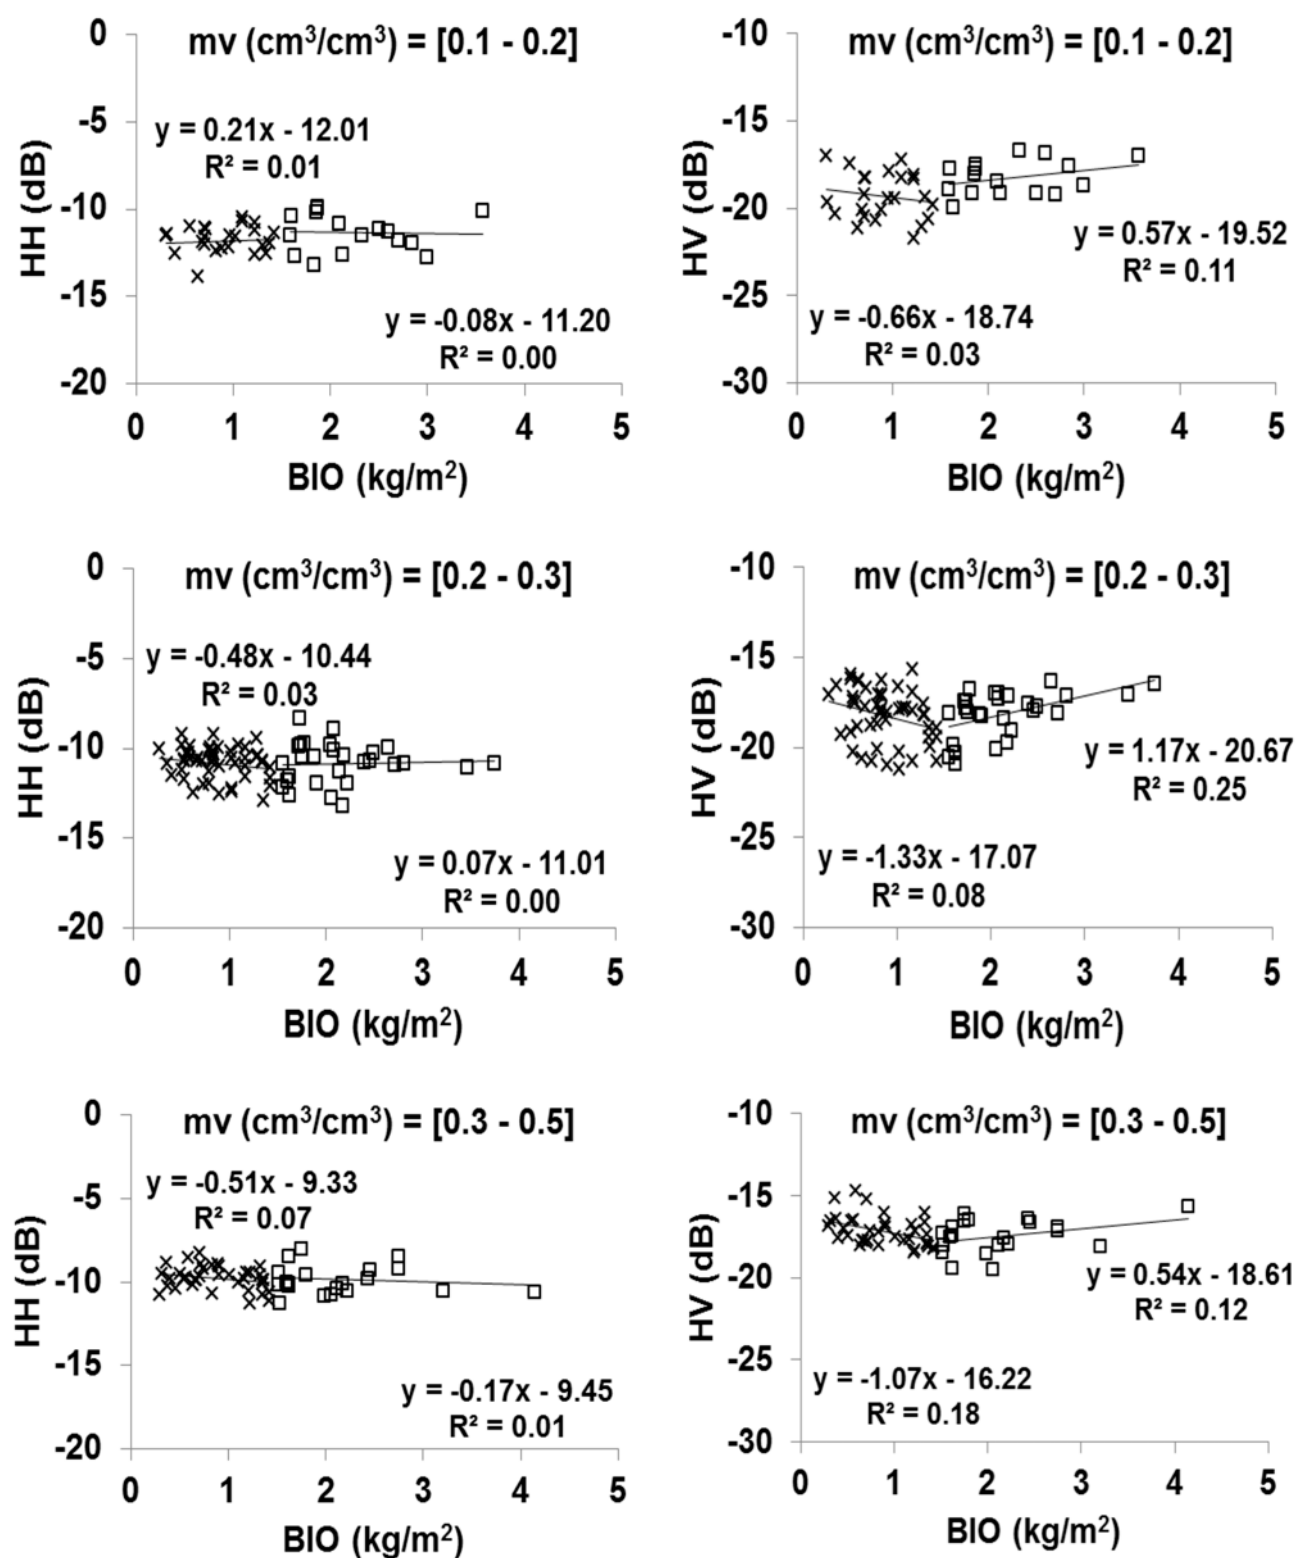 mv (cm³/cm³) = [0.1 - 0.2]
0
-5
-10
-15
-20
HH (dB)
y = 0.21x - 12.01
R² = 0.01
y = -0.08x - 11.20
R² = 0.00
0 1 2 3 4 5
BIO (kg/m²)
mv (cm³/cm³) = [0.1 - 0.2]
-10
-15
-20
-25
-30
HV (dB)
y = 0.57x - 19.52
R² = 0.11
y = -0.66x - 18.74
R² = 0.03
0 1 2 3 4 5
BIO (kg/m²)
mv (cm³/cm³) = [0.2 - 0.3]
0
-5
-10
-15
-20
HH (dB)
y = -0.48x - 10.44
R² = 0.03
y = 0.07x - 11.01
R² = 0.00
0 1 2 3 4 5
BIO (kg/m²)
mv (cm³/cm³) = [0.2 - 0.3]
-10
-15
-20
-25
-30
HV (dB)
y = 1.17x - 20.67
R² = 0.25
y = -1.33x - 17.07
R² = 0.08
0 1 2 3 4 5
BIO (kg/m²)
mv (cm³/cm³) = [0.3 - 0.5]
0
-5
-10
-15
-20
HH (dB)
y = -0.51x - 9.33
R² = 0.07
y = -0.17x - 9.45
R² = 0.01
0 1 2 3 4 5
BIO (kg/m²)
mv (cm³/cm³) = [0.3 - 0.5]
-10
-15
-20
-25
-30
HV (dB)
y = 0.54x - 18.61
R² = 0.12
y = -1.07x - 16.22
R² = 0.18
0 1 2 3 4 5
BIO (kg/m²)